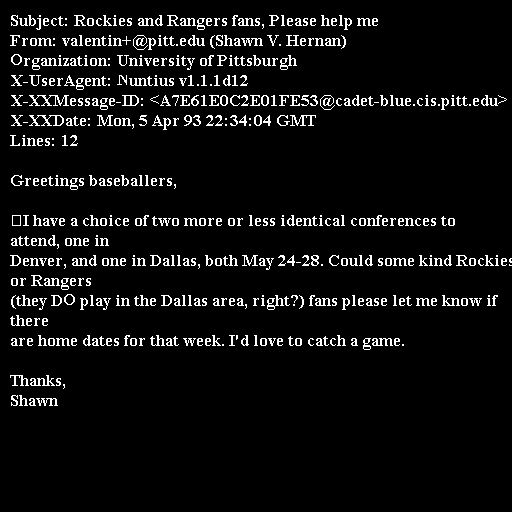 Subject: Rockies and Rangers fans, Please help me
From: valentin+@pitt.edu (Shawn V. Hernan)
Organization: University of Pittsburgh
X-UserAgent: Nuntius v1.1.1d12
X-XXMessage-ID: <A7E61E0C2E01FE53@cadet-blue.cis.pitt.edu>
X-XXDate: Mon, 5 Apr 93 22:34:04 GMT
Lines: 12

Greetings baseballers,

I have a choice of two more or less identical conferences to
attend, one in
Denver, and one in Dallas, both May 24-28. Could some kind Rockies
or Rangers
(they DO play in the Dallas area, right?) fans please let me know if
there
are home dates for that week. I'd love to catch a game.

Thanks,
Shawn